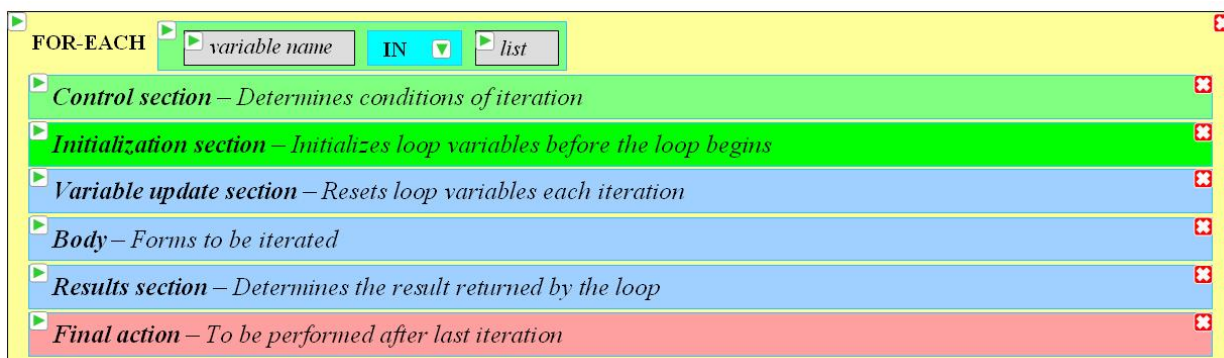 FOR-EACH variable name IN list
Control section – Determines conditions of iteration
Initialization section – Initializes loop variables before the loop begins
Variable update section – Resets loop variables each iteration
Body – Forms to be iterated
Results section – Determines the result returned by the loop
Final action – To be performed after last iteration